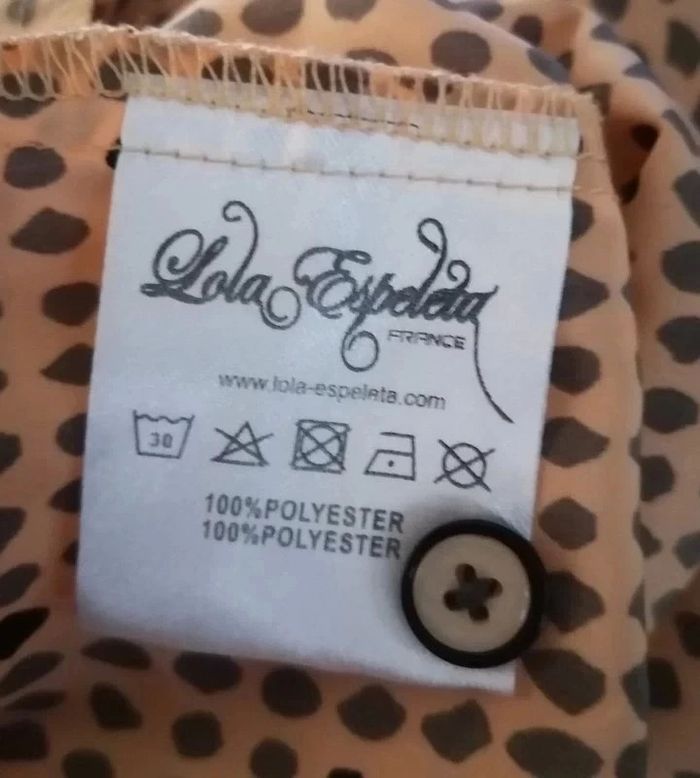 Lola Espeleta
FRANCE
www.lola-espeleta.com
30
100%POLYESTER
100%POLYESTER